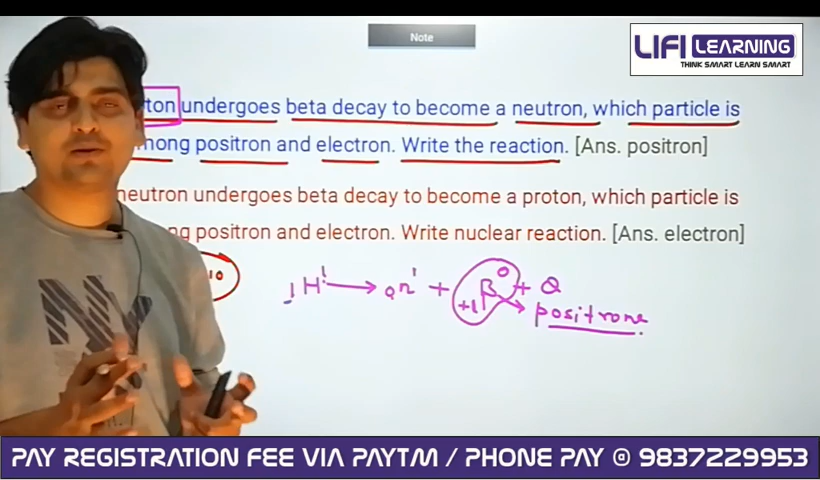 Note
LIFI LEARNING
THINK SMART LEARN SMART
ton undergoes beta decay to become a neutron, which particle is
mong positron and electron. Write the reaction. [Ans. positron]
neutron undergoes beta decay to become a proton, which particle is
ng positron and electron. Write nuclear reaction. [Ans. electron]
10
₁H¹ → ₀n¹ + ₊₁β⁰ + Q
positrone
PAY REGISTRATION FEE VIA PAYTM / PHONE PAY @ 9837229953